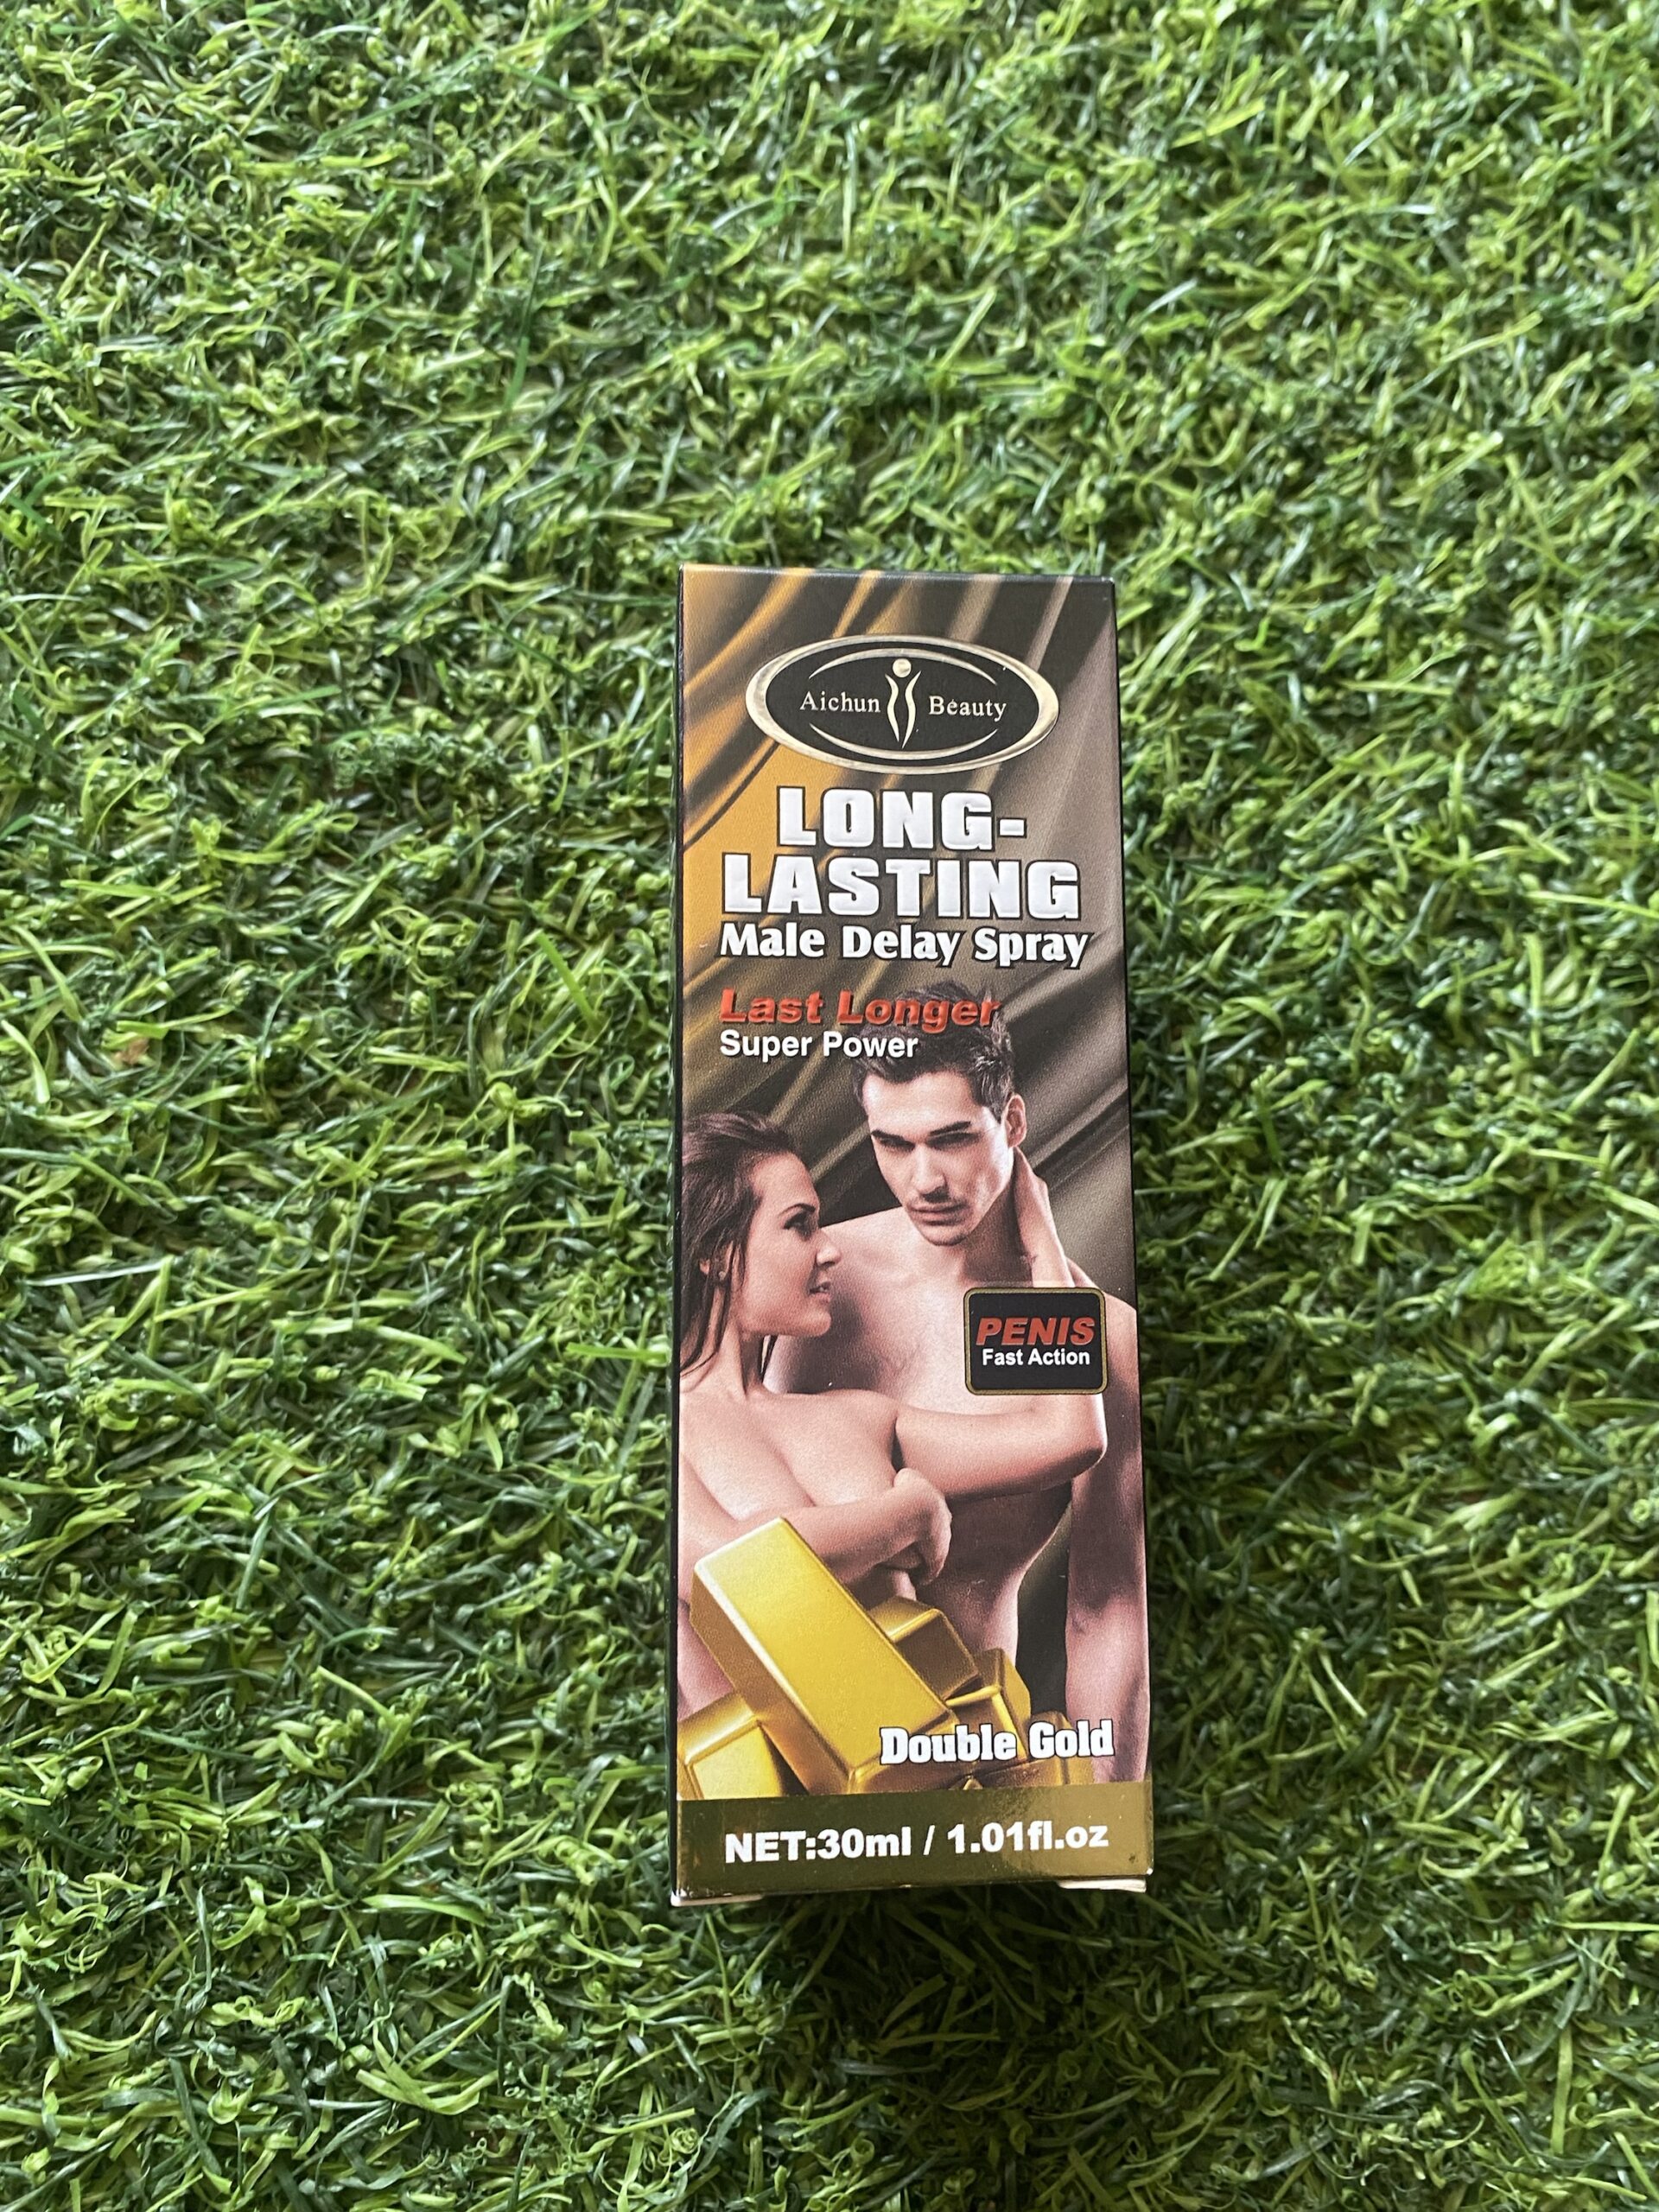 Aichun Beauty
LONG-
LASTING
Male Delay Spray
Last Longer
Super Power
PENIS
Fast Action
Double Gold
NET:30ml / 1.01fl.oz